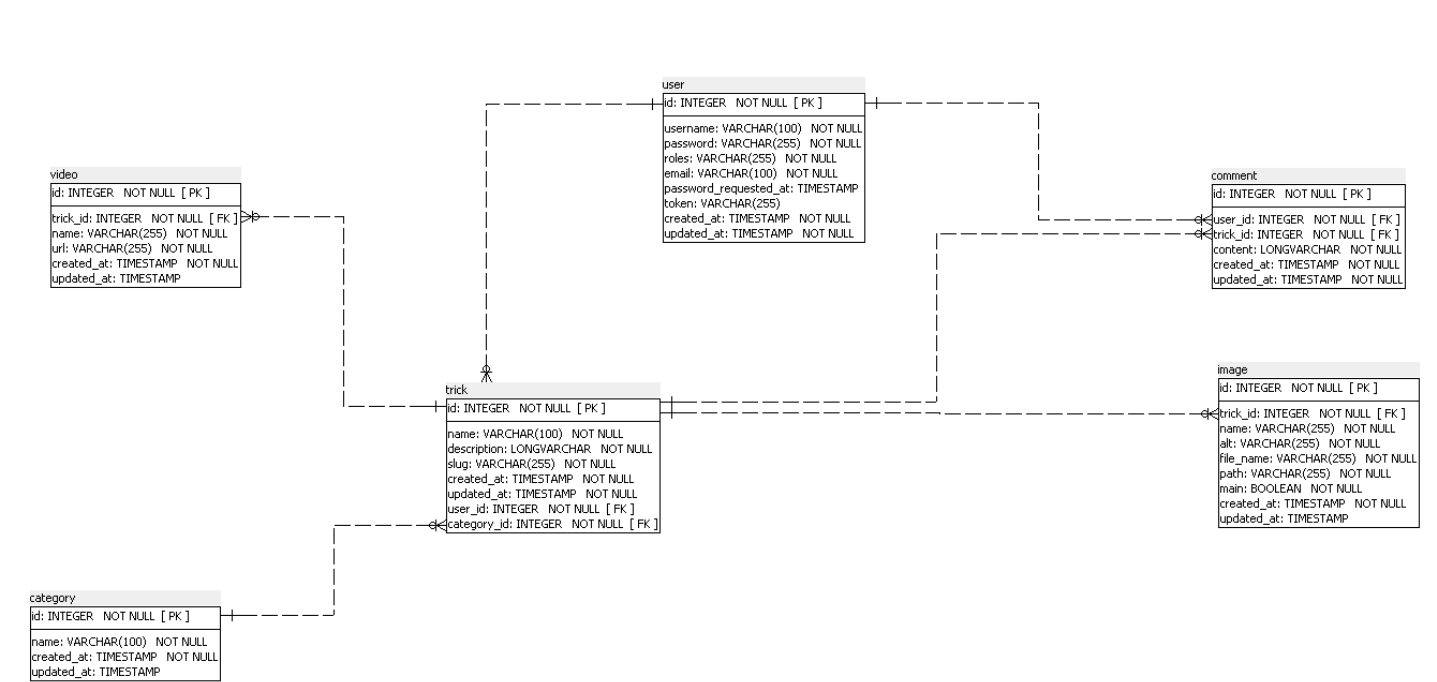 user
id: INTEGER NOT NULL [ PK ]
username: VARCHAR(100) NOT NULL
password: VARCHAR(255) NOT NULL
roles: VARCHAR(255) NOT NULL
email: VARCHAR(100) NOT NULL
password_requested_at: TIMESTAMP
token: VARCHAR(255)
created_at: TIMESTAMP NOT NULL
updated_at: TIMESTAMP NOT NULL
video
id: INTEGER NOT NULL [ PK ]
trick_id: INTEGER NOT NULL [ FK ]
name: VARCHAR(255) NOT NULL
url: VARCHAR(255) NOT NULL
created_at: TIMESTAMP NOT NULL
updated_at: TIMESTAMP
comment
id: INTEGER NOT NULL [ PK ]
user_id: INTEGER NOT NULL [ FK ]
trick_id: INTEGER NOT NULL [ FK ]
content: LONGVARCHAR NOT NULL
created_at: TIMESTAMP NOT NULL
updated_at: TIMESTAMP NOT NULL
trick
id: INTEGER NOT NULL [ PK ]
name: VARCHAR(100) NOT NULL
description: LONGVARCHAR NOT NULL
slug: VARCHAR(255) NOT NULL
created_at: TIMESTAMP NOT NULL
updated_at: TIMESTAMP NOT NULL
user_id: INTEGER NOT NULL [ FK ]
category_id: INTEGER NOT NULL [ FK ]
image
id: INTEGER NOT NULL [ PK ]
trick_id: INTEGER NOT NULL [ FK ]
name: VARCHAR(255) NOT NULL
alt: VARCHAR(255) NOT NULL
file_name: VARCHAR(255) NOT NULL
path: VARCHAR(255) NOT NULL
main: BOOLEAN NOT NULL
created_at: TIMESTAMP NOT NULL
updated_at: TIMESTAMP
category
id: INTEGER NOT NULL [ PK ]
name: VARCHAR(100) NOT NULL
created_at: TIMESTAMP NOT NULL
updated_at: TIMESTAMP